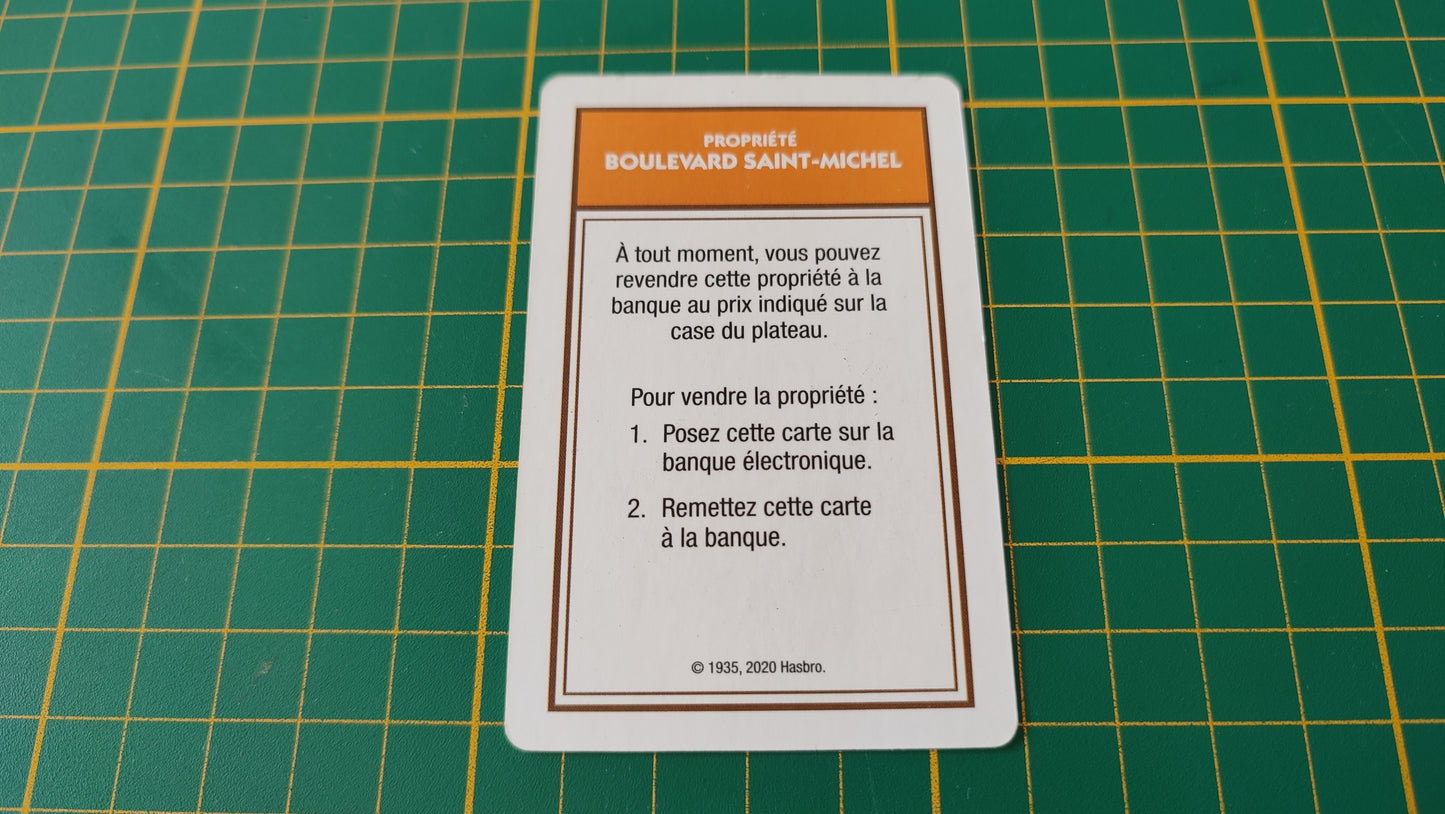 PROPRIÉTÉ
BOULEVARD SAINT-MICHEL
À tout moment, vous pouvez
revendre cette propriété à la
banque au prix indiqué sur la
case du plateau.
Pour vendre la propriété :
1. Posez cette carte sur la
banque électronique.
2. Remettez cette carte
à la banque.
© 1935, 2020 Hasbro.